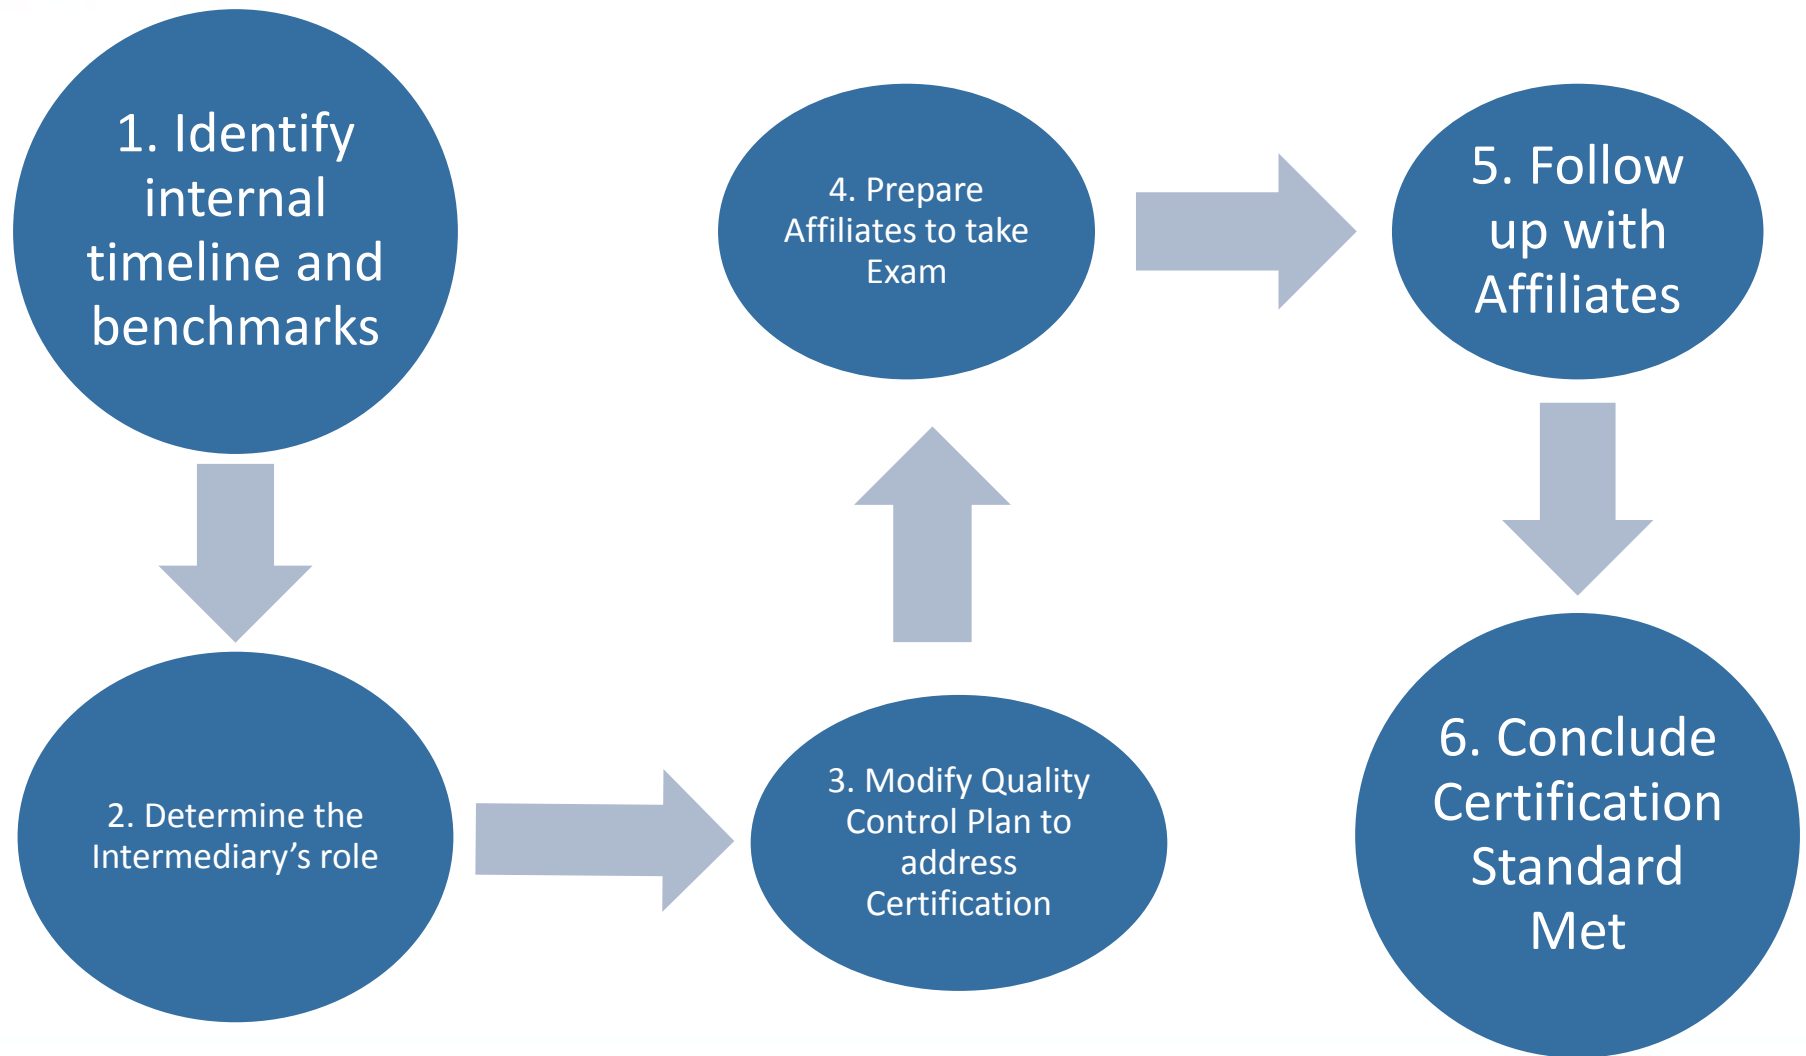 1. Identify
internal
timeline and
benchmarks
2. Determine the
Intermediary’s role
3. Modify Quality
Control Plan to
address
Certification
4. Prepare
Affiliates to take
Exam
5. Follow
up with
Affiliates
6. Conclude
Certification
Standard
Met